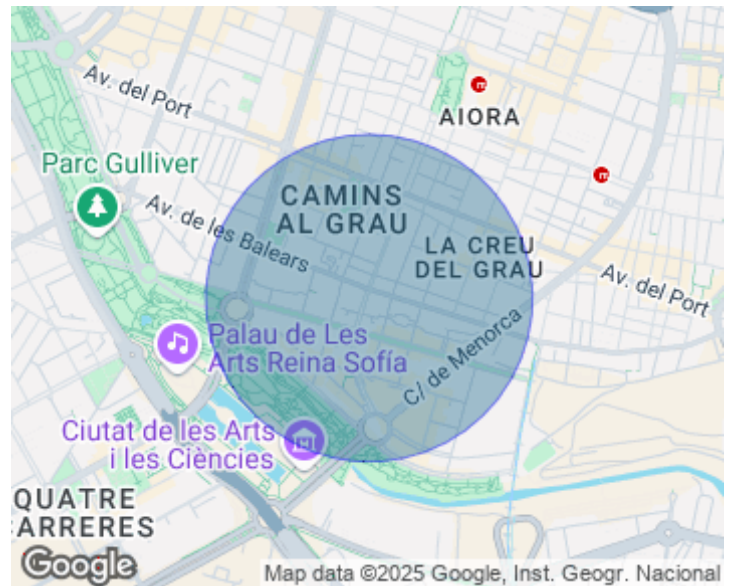 Av. del Port
AIORA
Parc Gulliver
CAMINS
AL GRAU
Av. de les Balears
LA CREU
DEL GRAU
Av. del Port
Palau de Les
Arts Reina Sofía
C/ de Menorca
Ciutat de les Arts
i les Ciències
QUATRE
CARRERES
Google
Map data ©2025 Google, Inst. Geogr. Nacional